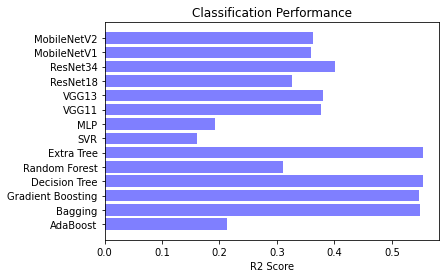 Classification Performance
MobileNetV2
MobileNetV1
ResNet34
ResNet18
VGG13
VGG11
MLP
SVR
Extra Tree
Random Forest
Decision Tree
Gradient Boosting
Bagging
AdaBoost
0.0 0.1 0.2 0.3 0.4 0.5
R2 Score